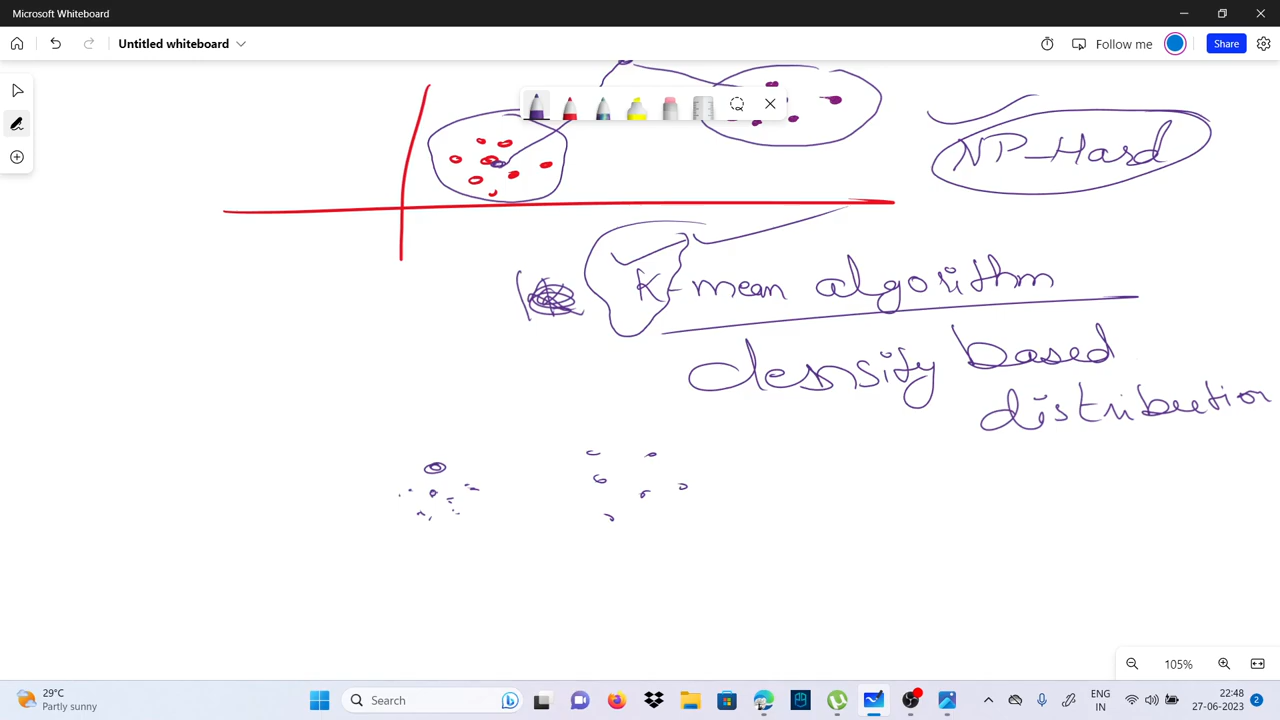 Microsoft Whiteboard
Untitled whiteboard
Follow me
Share
NP-Hard
K-mean algorithm
density based
distribution
105%
29°C
Partly sunny
Search
ENG
IN
22:48
27-06-2023
2